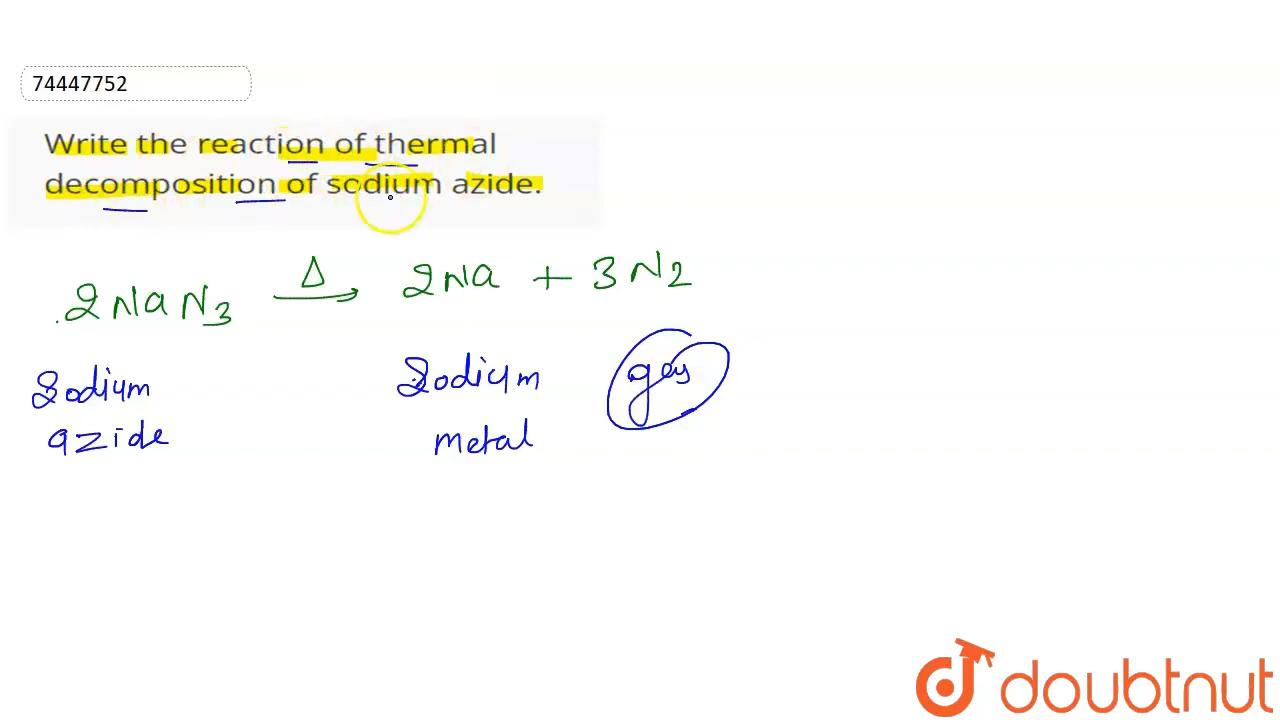 74447752
Write the reaction of thermal
decomposition of sodium azide.
2NaN3 Δ→ 2Na + 3N2
Sodium Sodium gas
azide metal
doubtnut